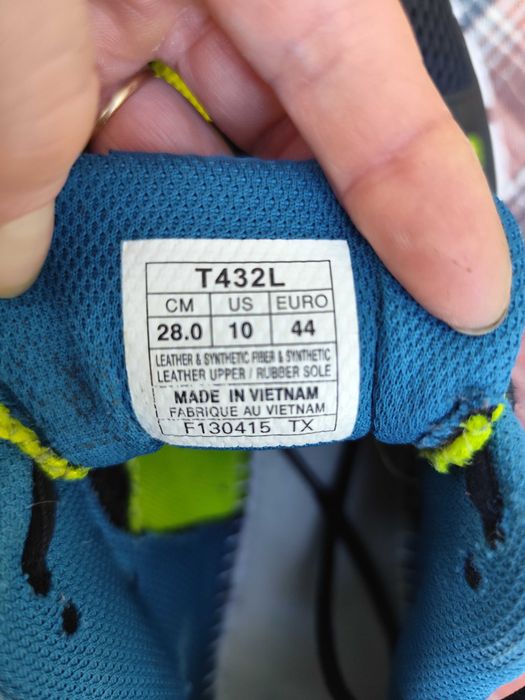 T432L
CM US EURO
28.0 10 44
LEATHER & SYNTHETIC FIBER & SYNTHETIC
LEATHER UPPER / RUBBER SOLE
MADE IN VIETNAM
FABRIQUE AU VIETNAM
F130415 TX